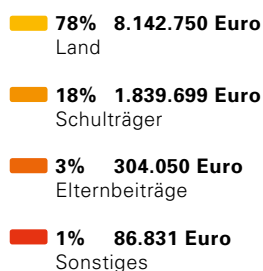 78% 8.142.750 Euro
Land
18% 1.839.699 Euro
Schulträger
3% 304.050 Euro
Elternbeiträge
1% 86.831 Euro
Sonstiges